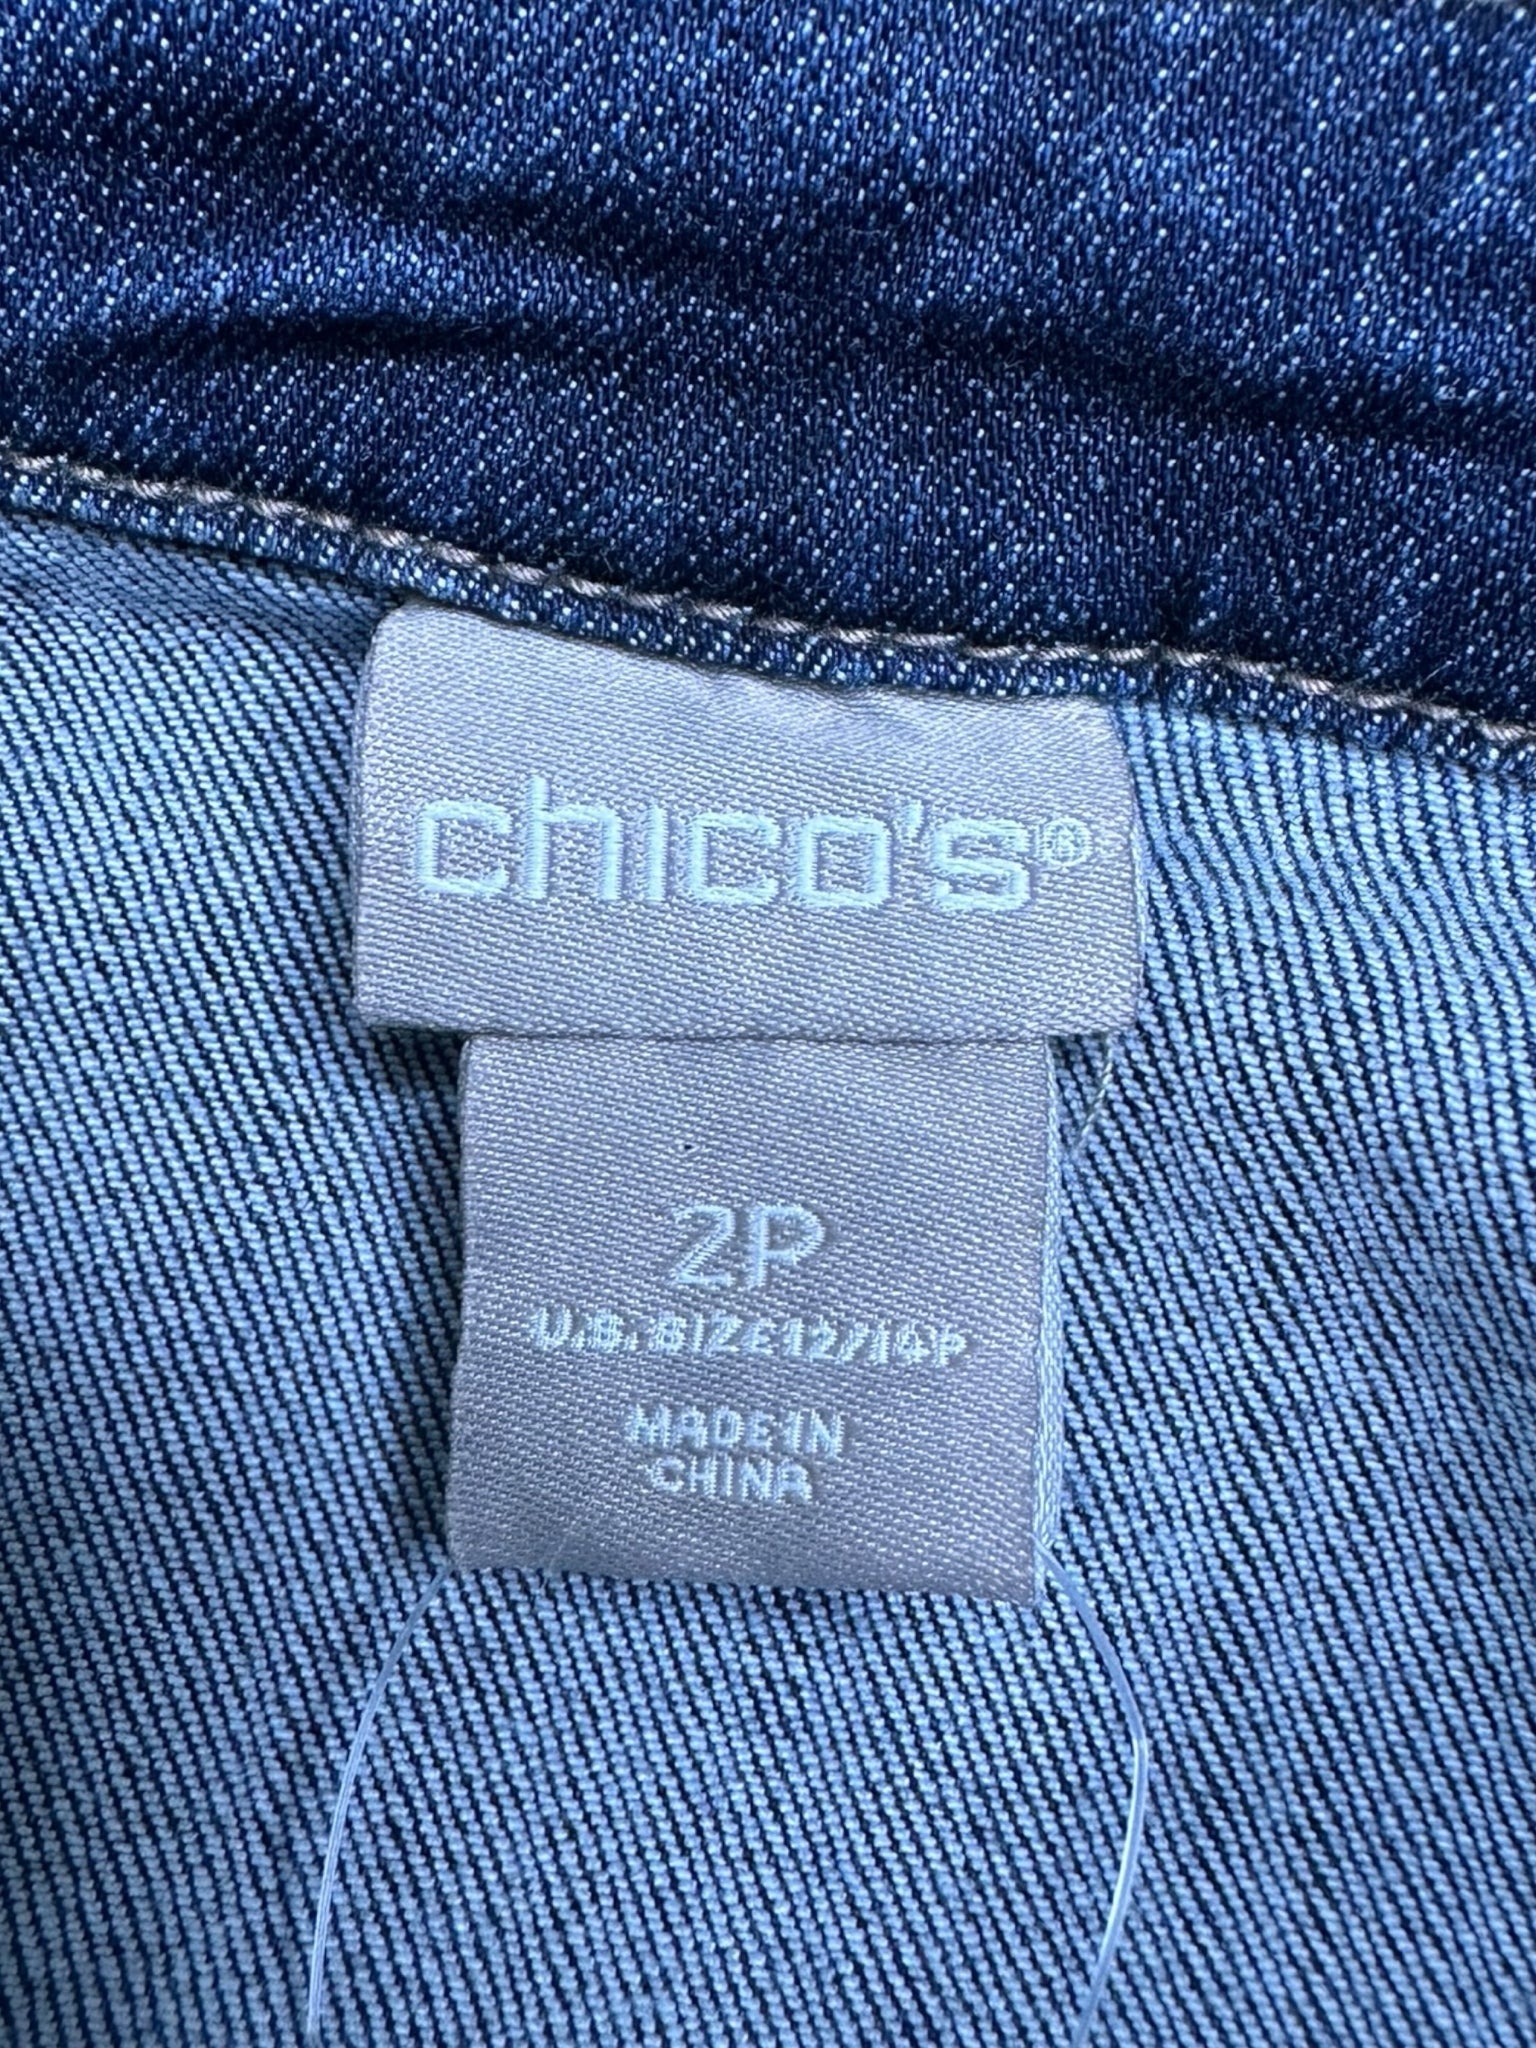 chico's®
2P
U.S. SIZE 12/14P
MADE IN
CHINA